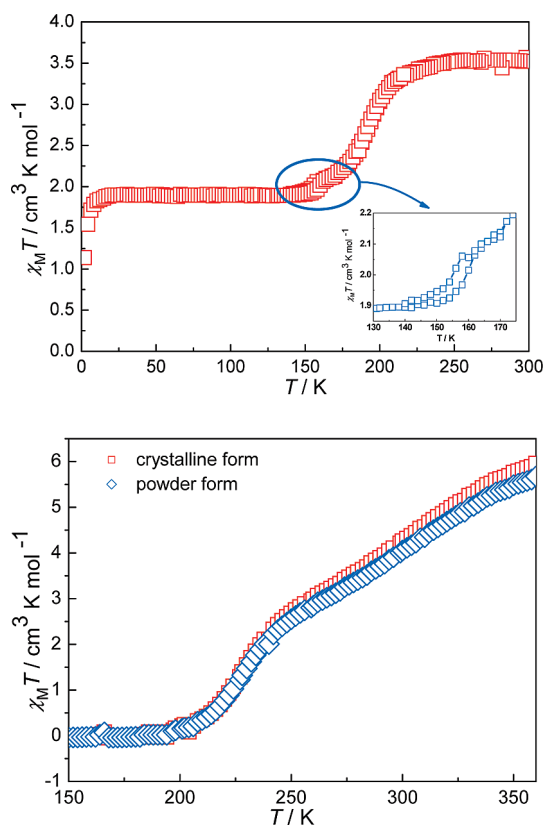 4.0
3.5
3.0
2.5
2.0
1.5
1.0
0.5
0.0
χMT / cm3 K mol -1
0 50 100 150 200 250 300
T / K
2.2
2.1
2.0
1.9
χMT / cm3 K mol -1
130 140 150 160 170
T / K
6
5
4
3
2
1
0
-1
χMT / cm3 K mol -1
crystalline form
powder form
150 200 250 300 350
T / K